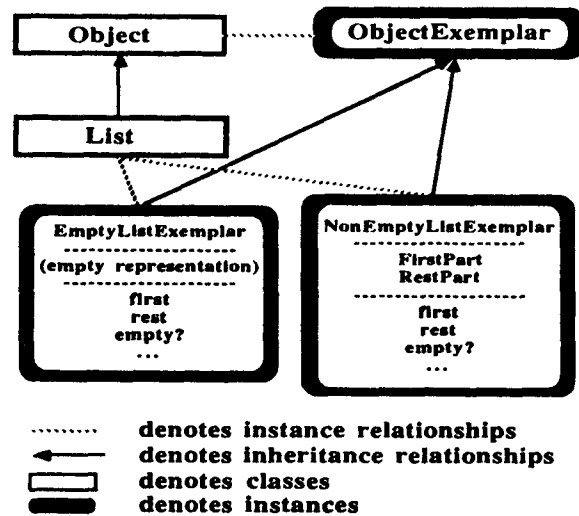 Object
ObjectExemplar
List
EmptyListExemplar
(empty representation)
first
rest
empty?
...
NonEmptyListExemplar
FirstPart
RestPart
first
rest
empty?
...
denotes instance relationships
denotes inheritance relationships
denotes classes
denotes instances